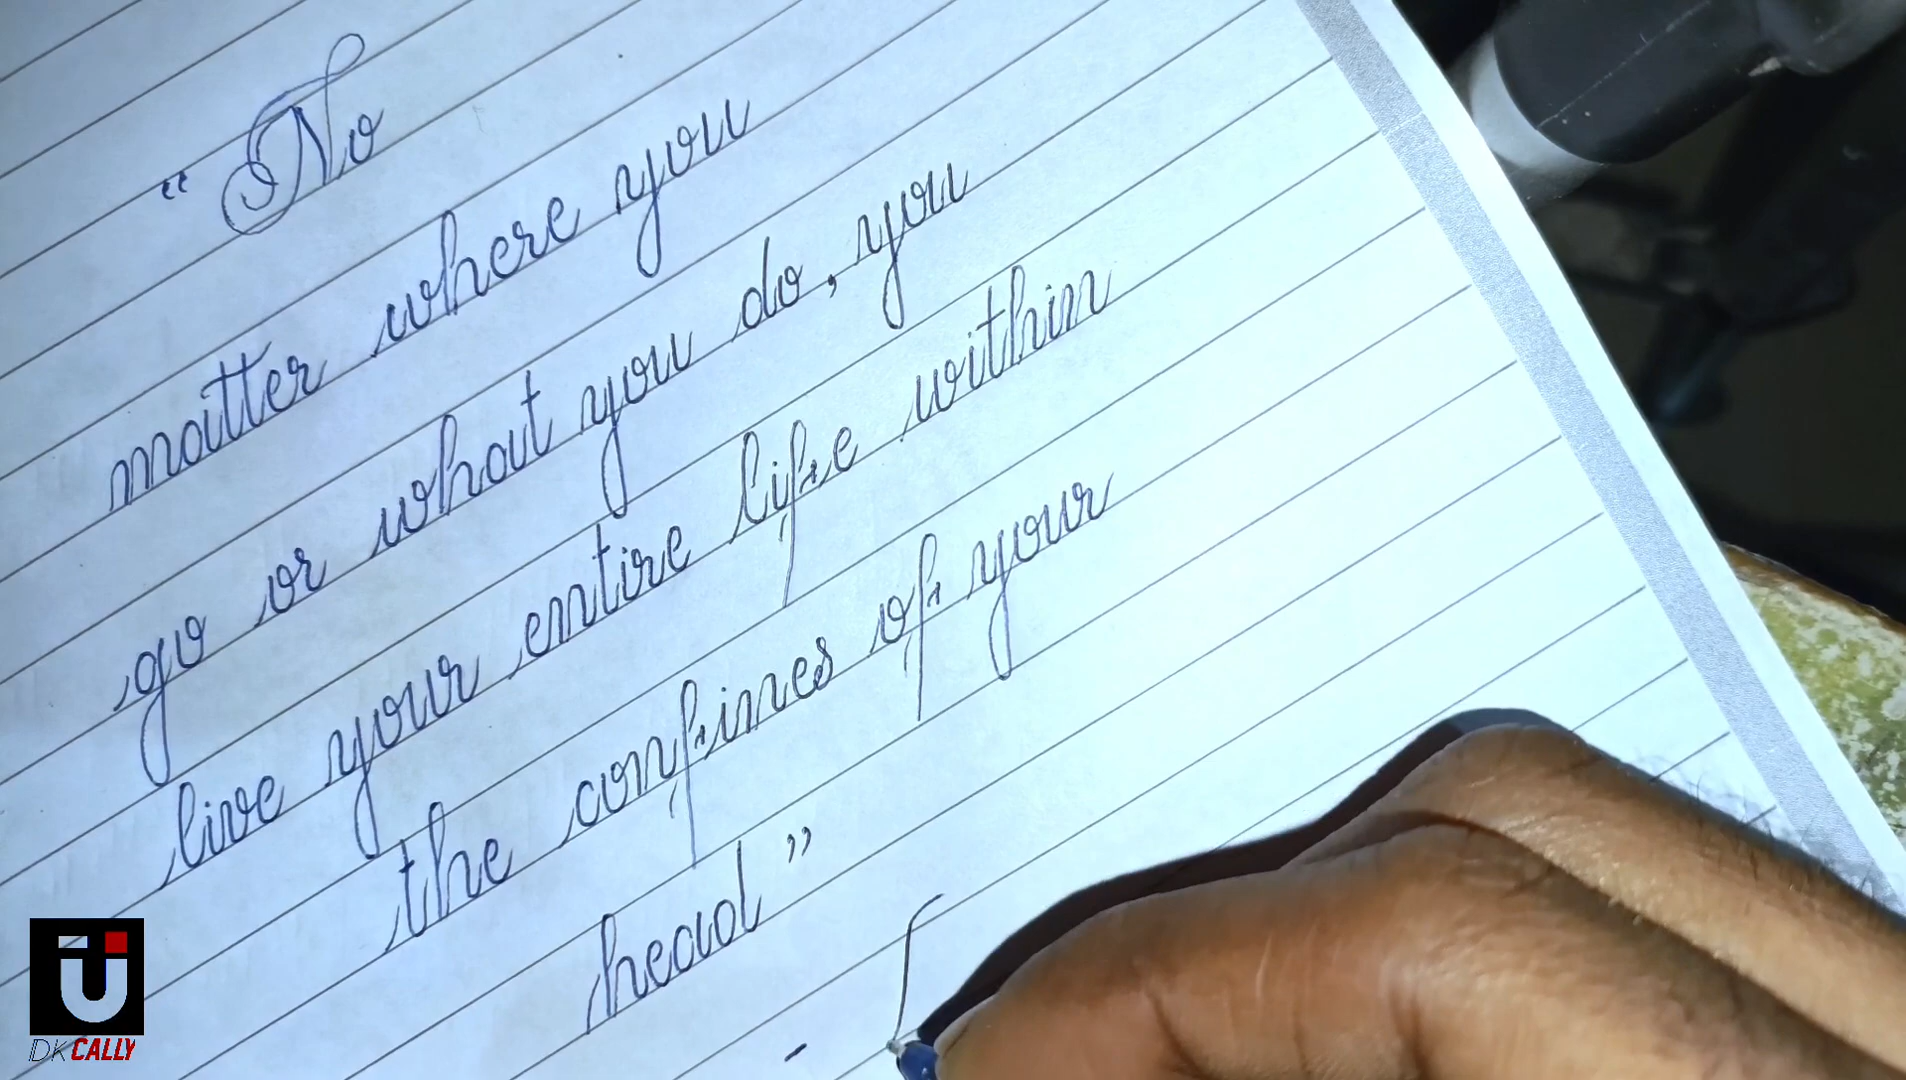 “ No
matter where you
go or what you do, you
live your entire life within
the confines of your
head ”
-
DK CALLY